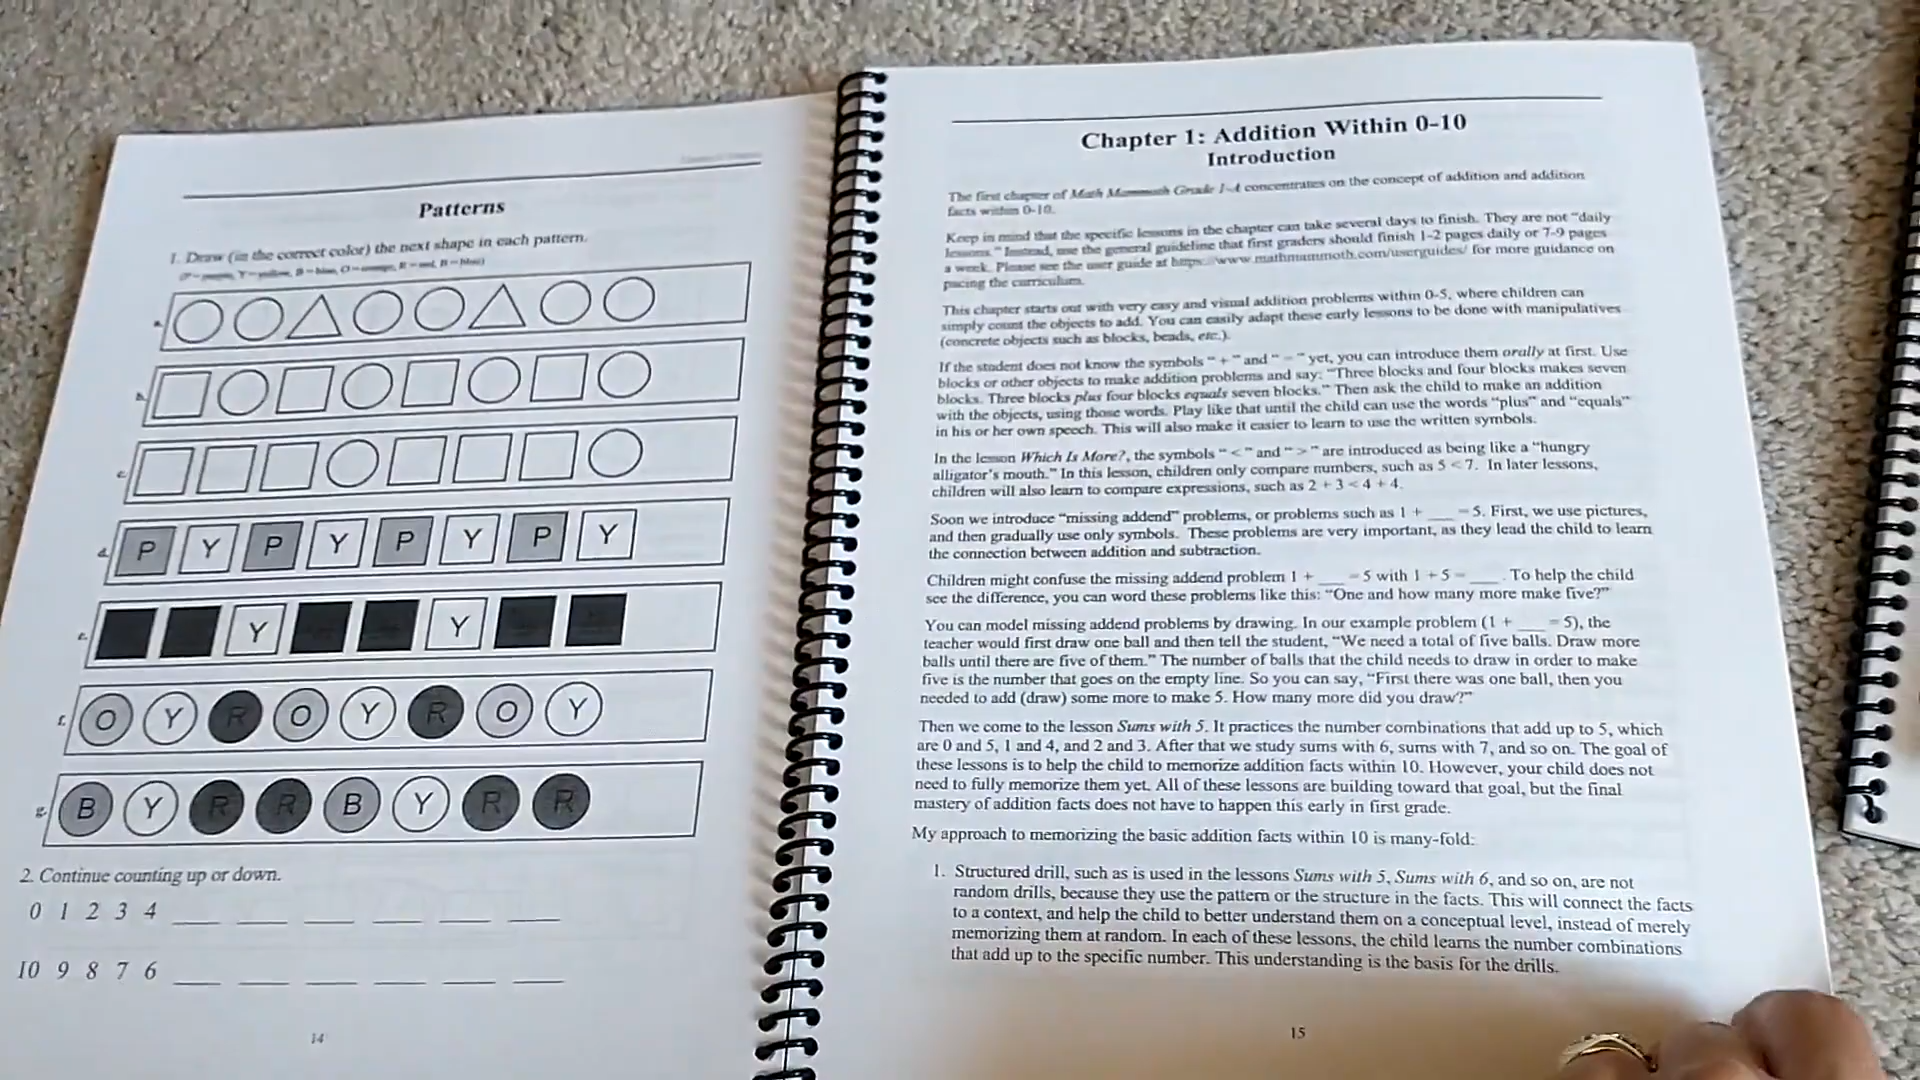 Patterns
1. Draw (in the correct color) the next shape in each pattern.
a.
b.
c.
d. P Y P Y P Y P Y
e. Y Y
f. O Y R O Y R O Y
g. B Y R R B Y R R
2. Continue counting up or down.
0 1 2 3 4 ____ ____ ____ ____ ____ ____
10 9 8 7 6 ____ ____ ____ ____ ____ ____
14
Chapter 1: Addition Within 0-10
Introduction
The first chapter of Math Mammoth Grade 1-A concentrates on the concept of addition and addition
facts within 0-10.
Keep in mind that the specific lessons in the chapter can take several days to finish. They are not “daily
lessons.” Instead, use the general guideline that first graders should finish 1-2 pages daily or 7-9 pages
a week. Please see the user guide at https://www.mathmammoth.com/userguides/ for more guidance on
pacing the curriculum.
This chapter starts out with very easy and visual addition problems within 0-5, where children can
simply count the objects to add. You can easily adapt these early lessons to be done with manipulatives
(concrete objects such as blocks, beads, etc.).
If the student does not know the symbols “ + ” and “ = ” yet, you can introduce them orally at first. Use
blocks or other objects to make addition problems and say: “Three blocks and four blocks makes seven
blocks. Three blocks plus four blocks equals seven blocks.” Then ask the child to make an addition
with the objects, using those words. Play like that until the child can use the words “plus” and “equals”
in his or her own speech. This will also make it easier to learn to use the written symbols.
In the lesson Which Is More?, the symbols “ < ” and “ > ” are introduced as being like a “hungry
alligator’s mouth.” In this lesson, children only compare numbers, such as 5 < 7. In later lessons,
children will also learn to compare expressions, such as 2 + 3 < 4 + 4.
Soon we introduce “missing addend” problems, or problems such as 1 + ___ = 5. First, we use pictures,
and then gradually use only symbols. These problems are very important, as they lead the child to learn
the connection between addition and subtraction.
Children might confuse the missing addend problem 1 + ___ = 5 with 1 + 5 = ___ . To help the child
see the difference, you can word these problems like this: “One and how many more make five?”
You can model missing addend problems by drawing. In our example problem (1 + ___ = 5), the
teacher would first draw one ball and then tell the student, “We need a total of five balls. Draw more
balls until there are five of them.” The number of balls that the child needs to draw in order to make
five is the number that goes on the empty line. So you can say, “First there was one ball, then you
needed to add (draw) some more to make 5. How many more did you draw?”
Then we come to the lesson Sums with 5. It practices the number combinations that add up to 5, which
are 0 and 5, 1 and 4, and 2 and 3. After that we study sums with 6, sums with 7, and so on. The goal of
these lessons is to help the child to memorize addition facts within 10. However, your child does not
need to fully memorize them yet. All of these lessons are building toward that goal, but the final
mastery of addition facts does not have to happen this early in first grade.
My approach to memorizing the basic addition facts within 10 is many-fold:
1. Structured drill, such as is used in the lessons Sums with 5, Sums with 6, and so on, are not
random drills, because they use the pattern or the structure in the facts. This will connect the facts
to a context, and help the child to better understand them on a conceptual level, instead of merely
memorizing them at random. In each of these lessons, the child learns the number combinations
that add up to the specific number. This understanding is the basis for the drills.
15